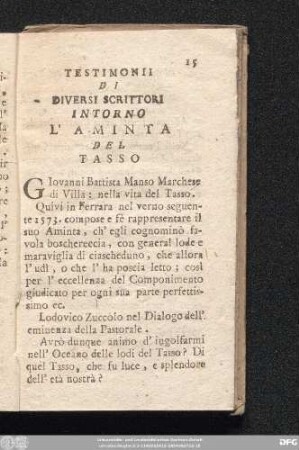 15
TESTIMONII
DI
DIVERSI SCRITTORI
INTORNO
L'AMINTA
DEL
TASSO
GIovanni Battista Manso Marchese
di Villa: nella vita del Tasso.
Quivi in Ferrara nel verno seguen-
te 1573. compose e fè rappresentare il
suo Aminta, ch' egli cognominò fa-
vola boschereccia, con general lode e
maraviglia di ciascheduno, che allora
l' udì, o che l' ha poscia letto; così
per l' eccellenza del Componimento
giudicato per ogni sua parte perfettis-
simo ec.
Lodovico Zuccolo nel Dialogo dell'
eminenza della Pastorale.
Avrò dunque animo d' ingolfarmi
nell' Oceano delle lodi del Tasso? Di
quel Tasso, che fu luce, e splendore
dell' età nostra?
DFG